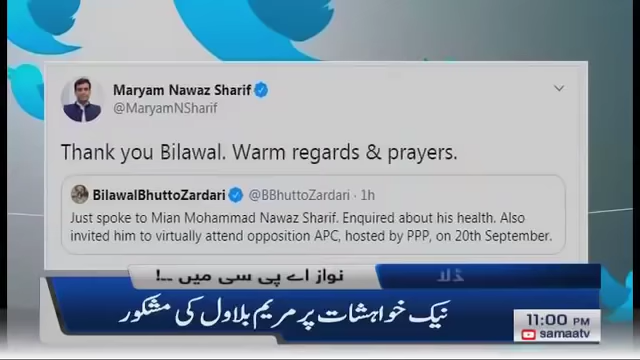 Maryam Nawaz Sharif
@MaryamNSharif
Thank you Bilawal. Warm regards & prayers.
BilawalBhuttoZardari @BBhuttoZardari · 1h
Just spoke to Mian Mohammad Nawaz Sharif. Enquired about his health. Also
invited him to virtually attend opposition APC, hosted by PPP, on 20th September.
نواز اے پی سی میں --!
نیک خواہشات پر مریم بلاول کی مشکور
11:00 PM
samaatv